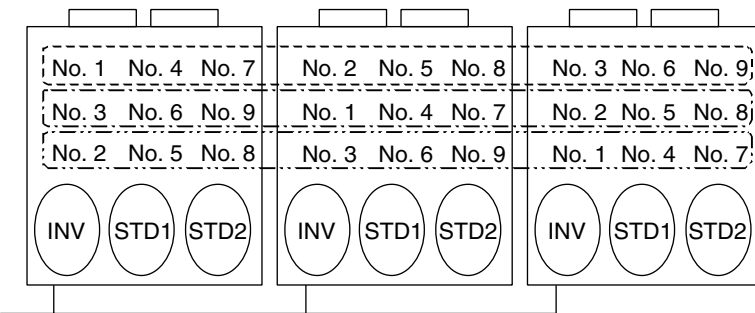 No. 1 No. 4 No. 7 No. 2 No. 5 No. 8 No. 3 No. 6 No. 9
No. 3 No. 6 No. 9 No. 1 No. 4 No. 7 No. 2 No. 5 No. 8
No. 2 No. 5 No. 8 No. 3 No. 6 No. 9 No. 1 No. 4 No. 7
INV STD1 STD2 INV STD1 STD2 INV STD1 STD2